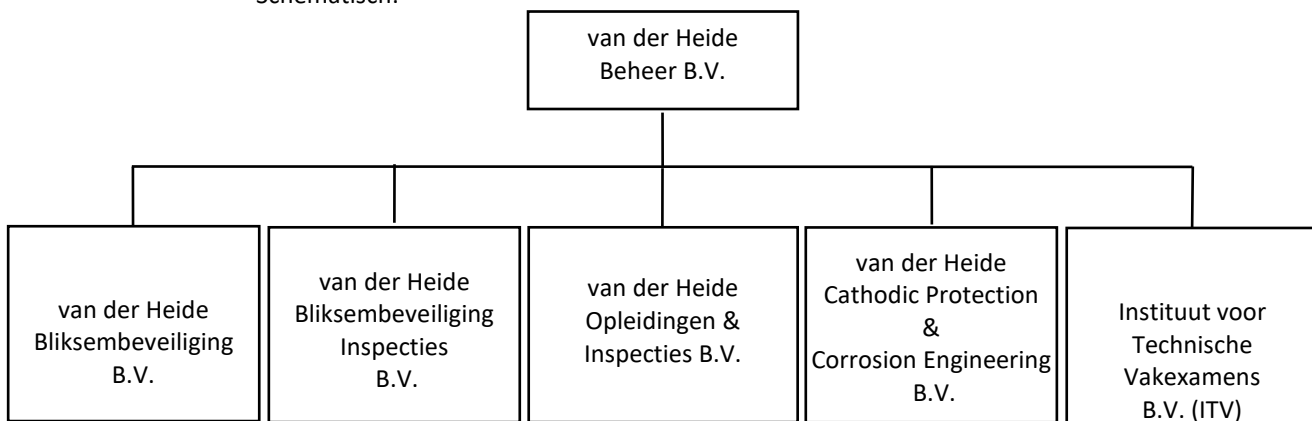 Schematisch:
van der Heide
Beheer B.V.
van der Heide
Bliksembeveiliging
B.V.
van der Heide
Bliksembeveiliging
Inspecties
B.V.
van der Heide
Opleidingen &
Inspecties B.V.
van der Heide
Cathodic Protection
&
Corrosion Engineering
B.V.
Instituut voor
Technische
Vakexamens
B.V. (ITV)